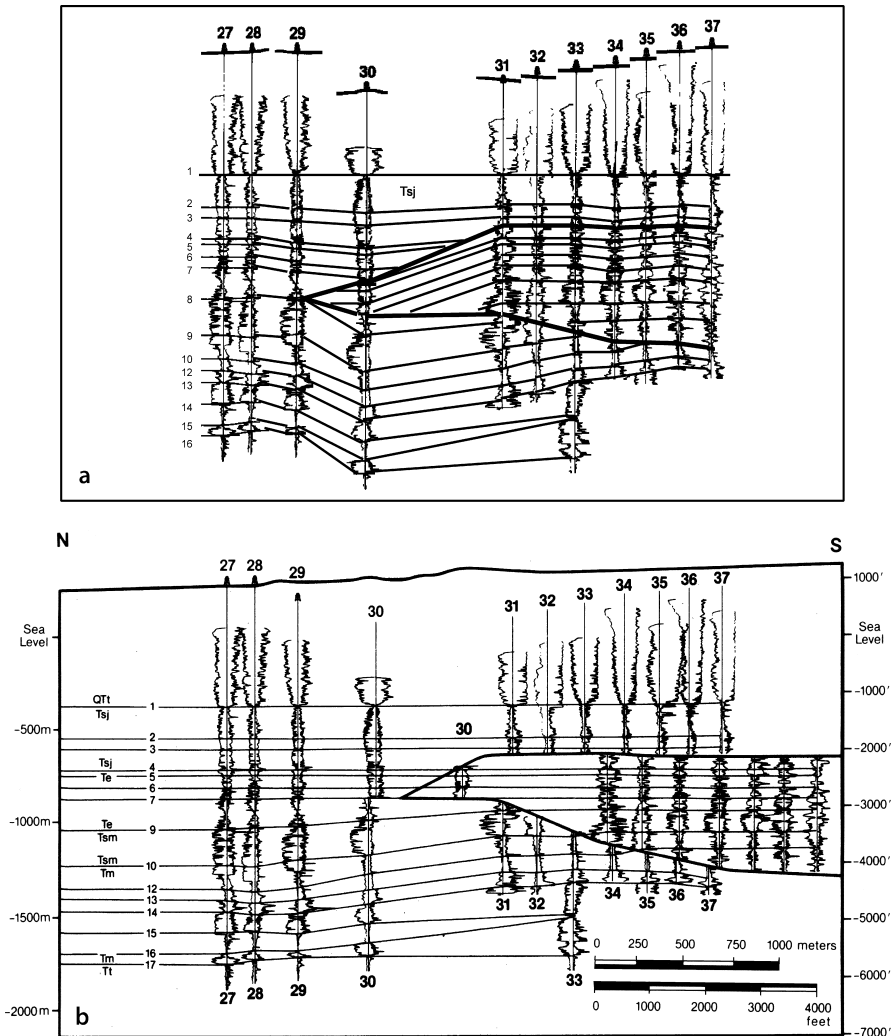 27 28 29 30 31 32 33 34 35 36 37
1
Tsj
2
3
4
5
6
7
8
9
10
12
13
14
15
16
a
N S
27 28 29 30 31 32 33 34 35 36 37
1000'
Sea Level
Sea Level
QTt
1
Tsj
-1000'
-500m
2
3
30
-2000'
Tsj
4
Te
5
6
7
-3000'
-1000m
Te
9
Tsm
Tsm
10
Tm
-4000'
12
13
14
31 32 34 35 36 37
-1500m
15
-5000'
16
Tm
17
Tt
27 28 29 30 33
0 250 500 750 1000 meters
-6000'
0 1000 2000 3000 4000
feet
-2000m
b
-7000'